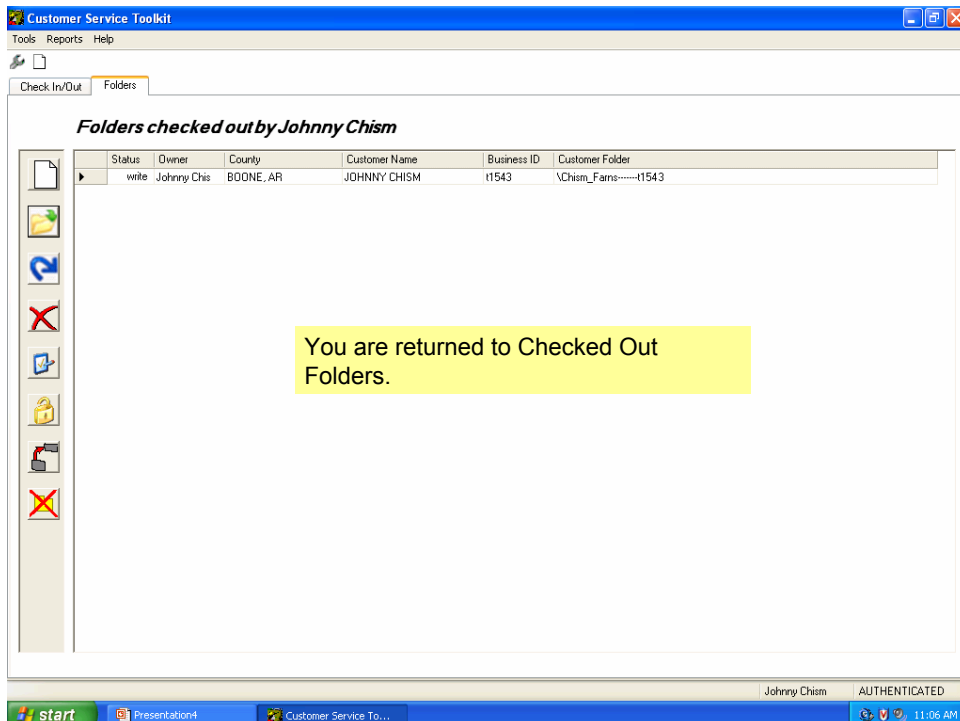 Customer Service Toolkit
Tools Reports Help
Check In/Out Folders
Folders checked out by Johnny Chism
Status Owner County Customer Name Business ID Customer Folder
write Johnny Chis BOONE, AR JOHNNY CHISM t1543 \Chism_Farns-------t1543
You are returned to Checked Out
Folders.
Johnny Chism AUTHENTICATED
start Presentation4 Customer Service To... 11:06 AM